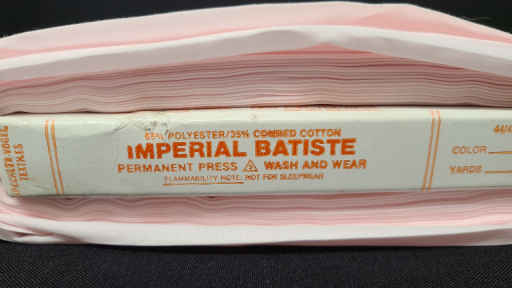 65% POLYESTER/35% COMBED COTTON
IMPERIAL BATISTE
PERMANENT PRESS WASH AND WEAR
FLAMMABILITY NOTE: NOT FOR SLEEPWEAR
TEXTILES
COLOR
YARDS